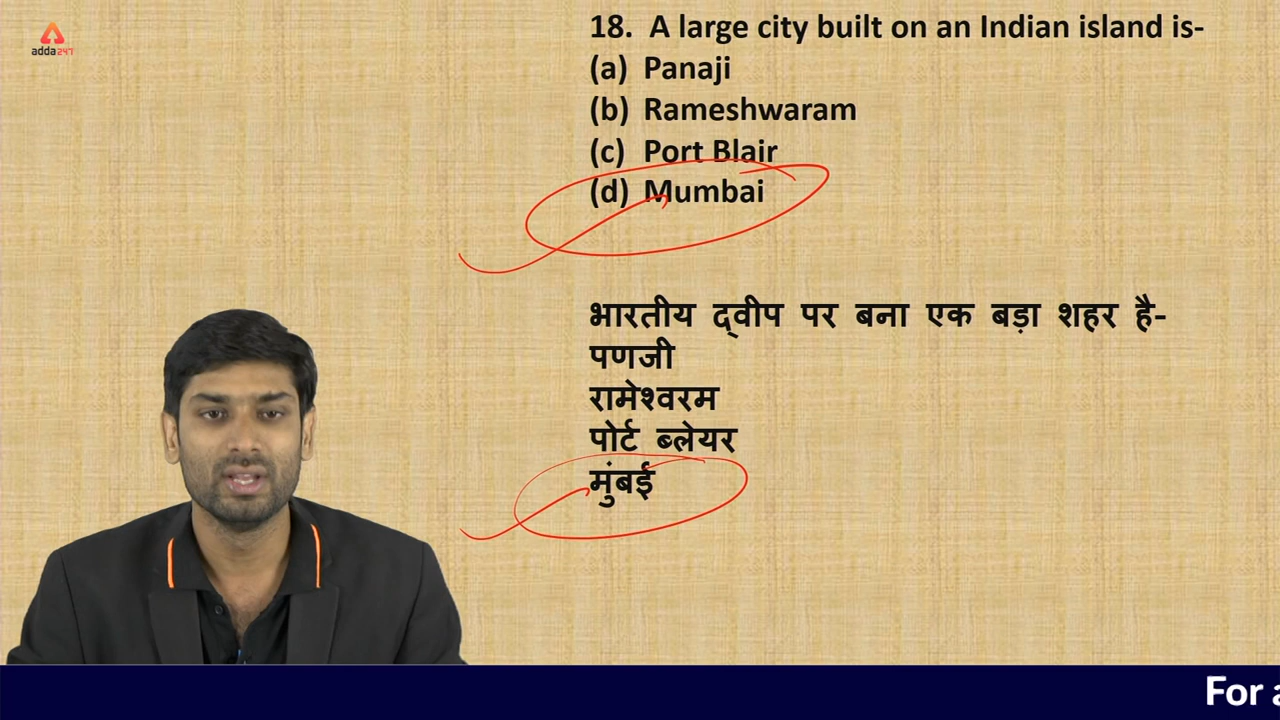 adda247
18. A large city built on an Indian island is-
(a) Panaji
(b) Rameshwaram
(c) Port Blair
(d) Mumbai
भारतीय द्वीप पर बना एक बड़ा शहर है-
पणजी
रामेश्वरम
पोर्ट ब्लेयर
मुंबई
For a